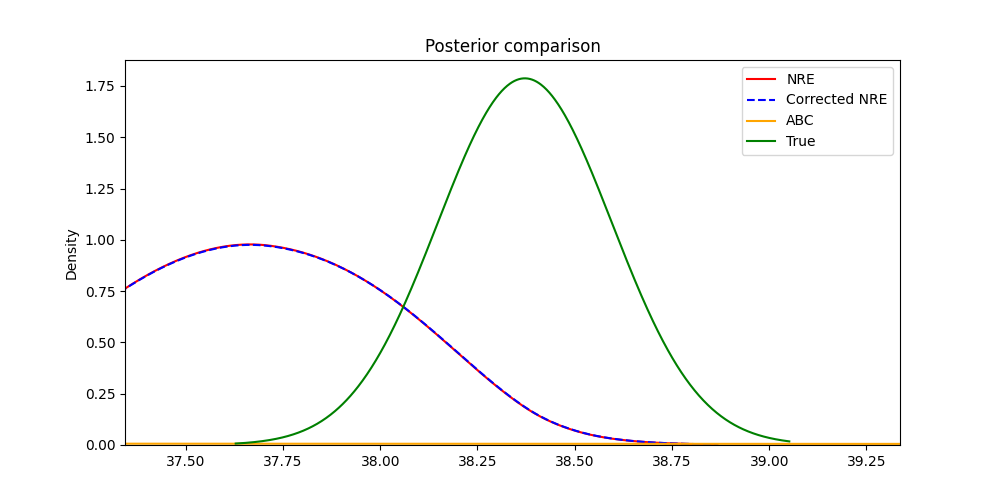 Posterior comparison
NRE
Corrected NRE
ABC
True
Density
1.75
1.50
1.25
1.00
0.75
0.50
0.25
0.00
37.50 37.75 38.00 38.25 38.50 38.75 39.00 39.25